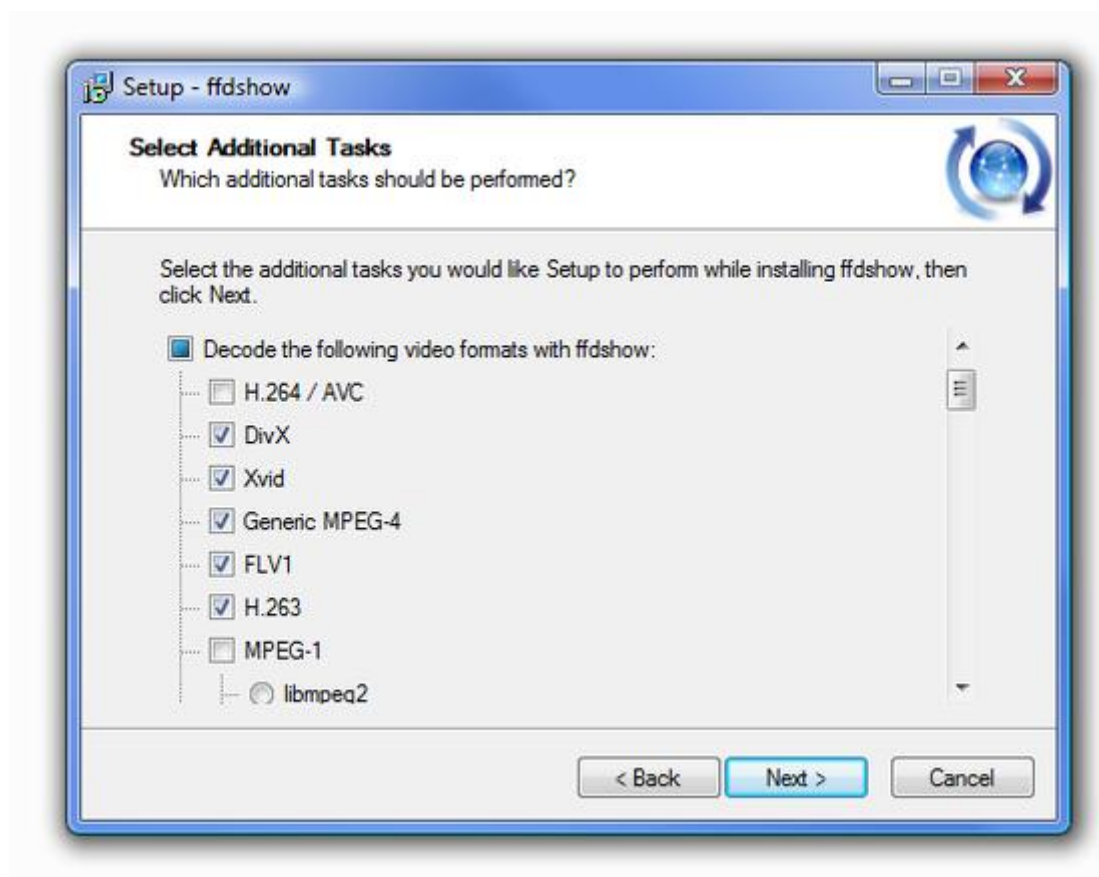 Setup - ffdshow
Select Additional Tasks
Which additional tasks should be performed?
Select the additional tasks you would like Setup to perform while installing ffdshow, then
click Next.
Decode the following video formats with ffdshow:
H.264 / AVC
DivX
Xvid
Generic MPEG-4
FLV1
H.263
MPEG-1
libmpeg2
< Back Next > Cancel